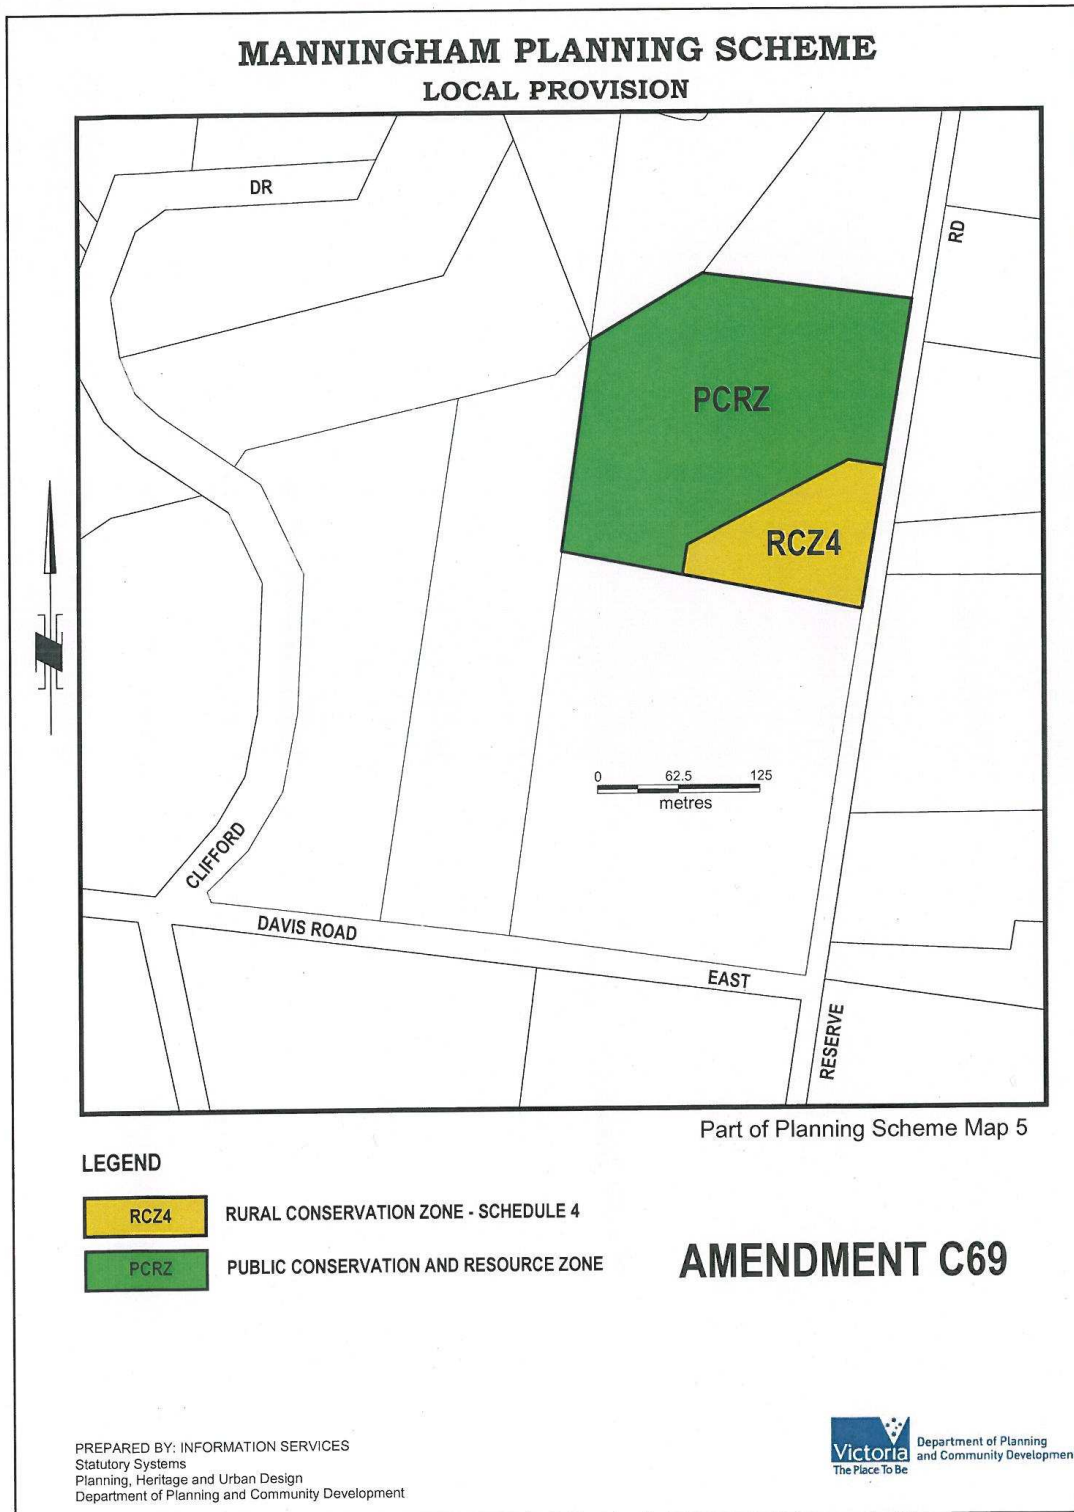 MANNINGHAM PLANNING SCHEME
LOCAL PROVISION
DR
RD
PCRZ
RCZ4
0 62.5 125
metres
CLIFFORD
DAVIS ROAD
EAST
RESERVE
Part of Planning Scheme Map 5
LEGEND
RCZ4 RURAL CONSERVATION ZONE - SCHEDULE 4
PCRZ PUBLIC CONSERVATION AND RESOURCE ZONE
AMENDMENT C69
PREPARED BY: INFORMATION SERVICES
Statutory Systems
Planning, Heritage and Urban Design
Department of Planning and Community Development
Victoria
The Place To Be
Department of Planning
and Community Developmen